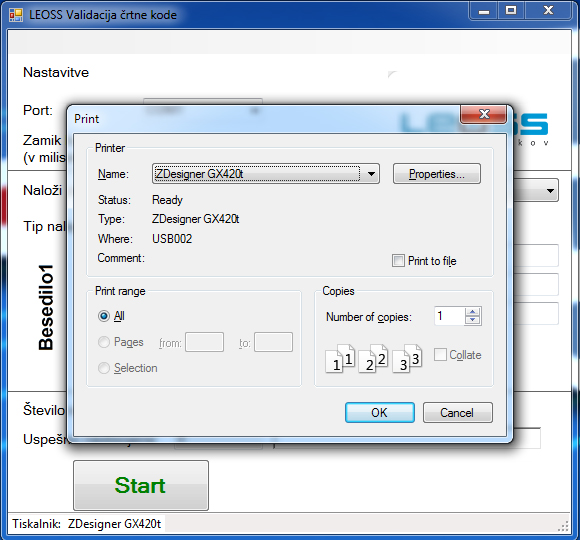 LEOSS Validacija črtne kode
Nastavitve
Port:
Print
LEOSS
Zamik
kov
(v milis
Printer
Name: ZDesigner GX420t Properties...
Naloži
Status: Ready
Type: ZDesigner GX420t
Tip nal
Where: USB002
Comment: Print to file
Besedilo1
Print range Copies
All Number of copies: 1
Pages from: to:
1 1 2 2 3 3 Collate
Selection
Število
OK Cancel
Uspešn
Start
Tiskalnik: ZDesigner GX420t